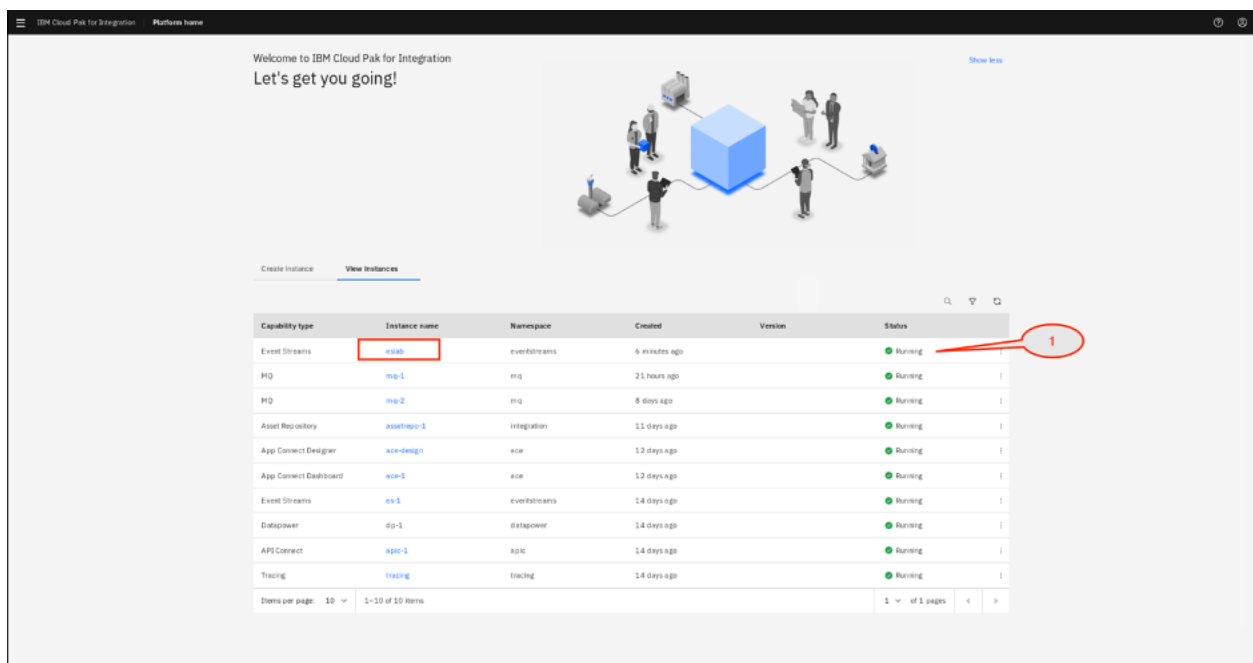 IBM Cloud Pak for Integration Platform home
Welcome to IBM Cloud Pak for Integration
Show less
Let's get you going!
Create instance View instances
Capability type Instance name Namespace Created Version Status
Event Streams eslab eventstreams 6 minutes ago Running
1
MQ mq-1 mq 21 hours ago Running
MQ mq-2 mq 8 days ago Running
Asset Repository assetrepo-1 integration 11 days ago Running
App Connect Designer ace-design ace 12 days ago Running
App Connect Dashboard ace-1 ace 12 days ago Running
Event Streams es-1 eventstreams 14 days ago Running
Datapower dp-1 datapower 14 days ago Running
API Connect apic-1 apic 14 days ago Running
Tracing tracing tracing 14 days ago Running
Items per page: 10 1–10 of 10 items 1 of 1 pages